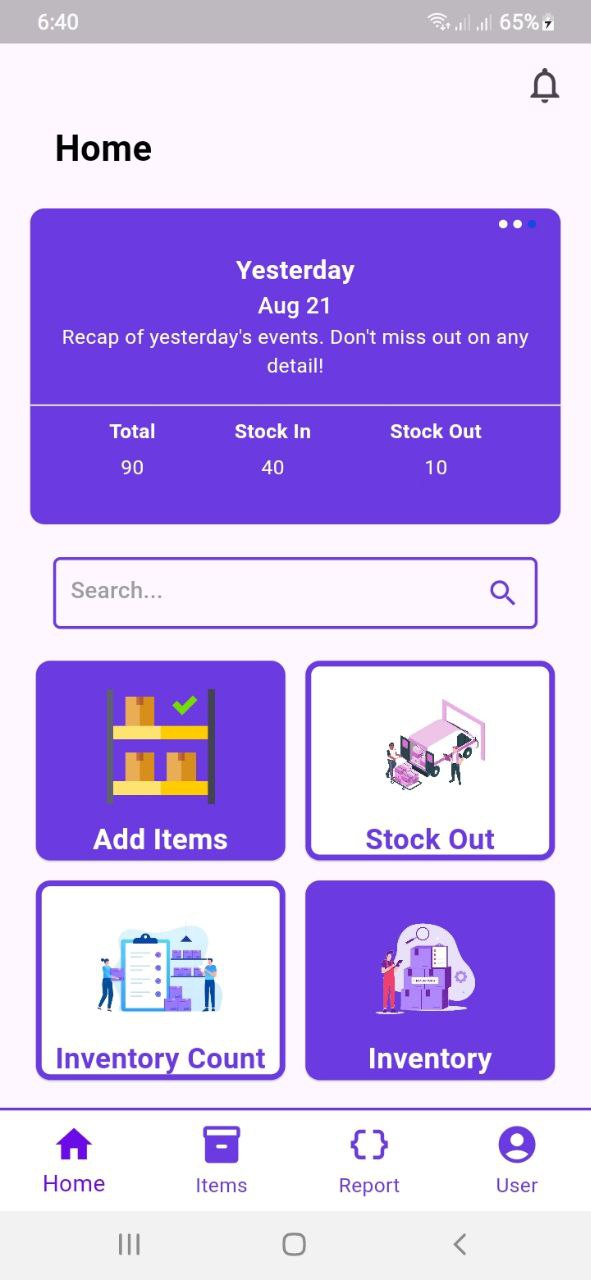 6:40
65%
Home
Yesterday
Aug 21
Recap of yesterday's events. Don't miss out on any
detail!
Total Stock In Stock Out
90 40 10
Search...
Add Items Stock Out
Inventory Count Inventory
Home Items Report User